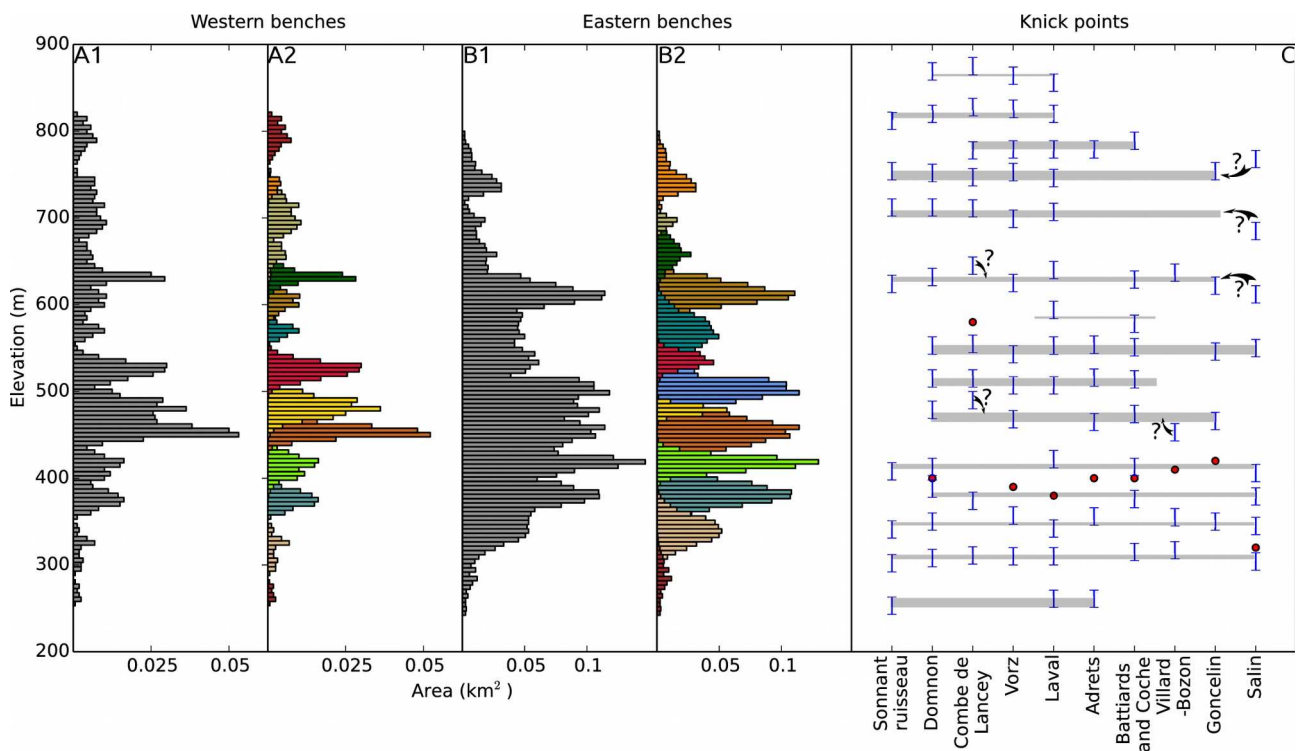 Western benches
Eastern benches
Knick points
A1
A2
B1
B2
C
900
800
700
600
500
400
300
200
Elevation (m)
?
?
?
?
?
?
0.025
0.05
0.025
0.05
0.05
0.1
0.05
0.1
Area (km²)
Sonnant
ruisseau
Domnon
Combe de
Lancey
Vorz
Laval
Adrets
Battiards
and Coche
Villard
-Bozon
Goncelin
Salin